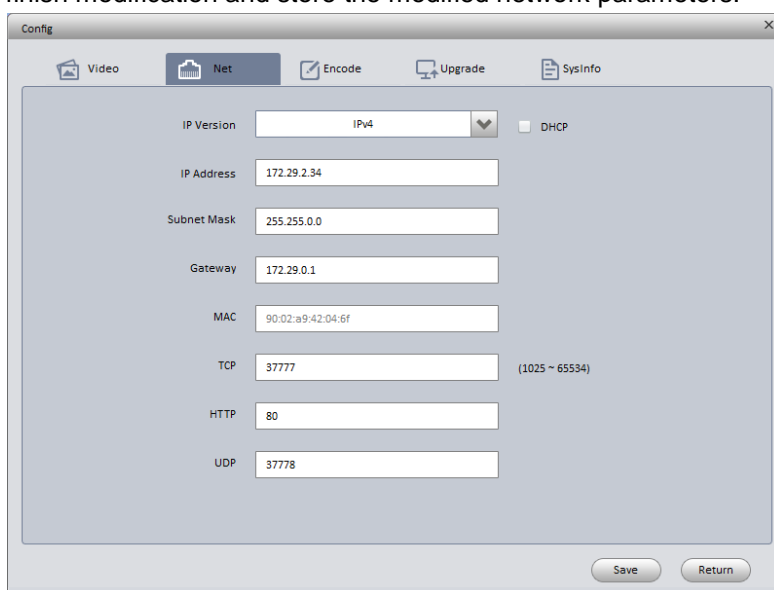 finish modification and store the modified network parameters.
Config
Video Net Encode Upgrade SysInfo
IP Version IPv4 DHCP
IP Address 172.29.2.34
Subnet Mask 255.255.0.0
Gateway 172.29.0.1
MAC 90:02:a9:42:04:6f
TCP 37777 (1025 ~ 65534)
HTTP 80
UDP 37778
Save Return